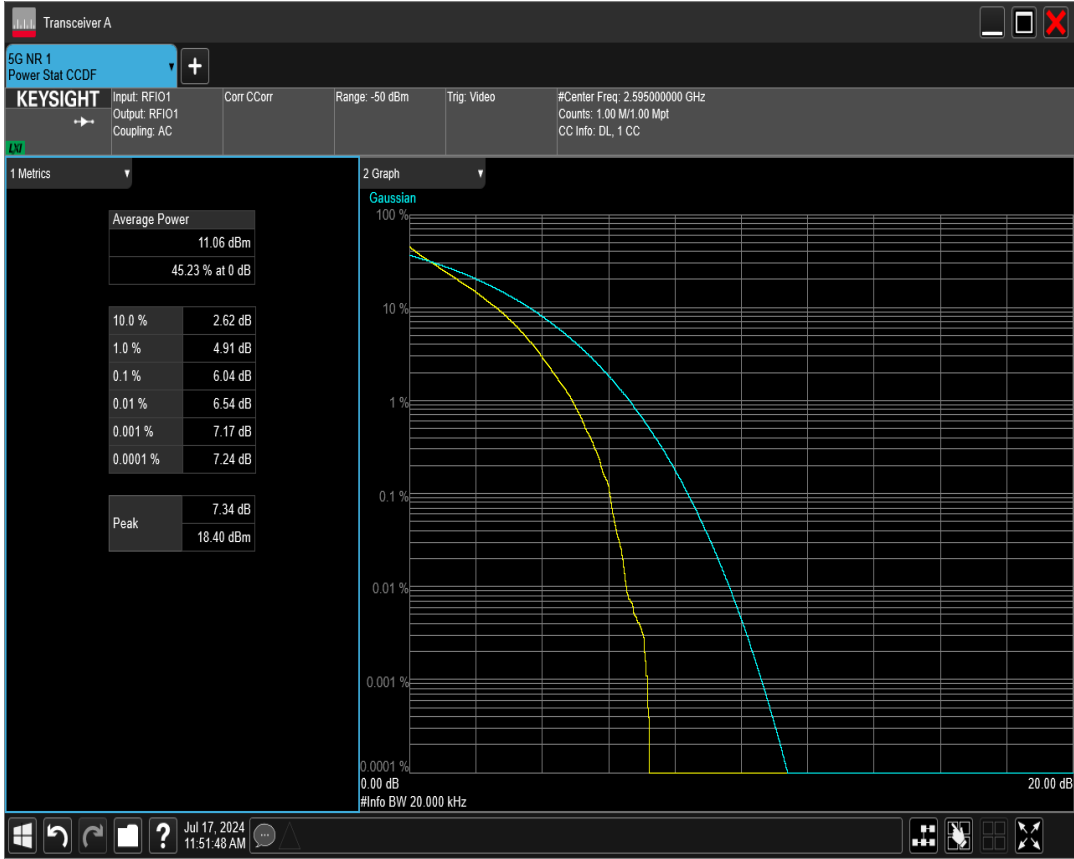 Transceiver A
5G NR 1
Power Stat CCDF
+
KEYSIGHT
LXI
Input: RFIO1
Output: RFIO1
Coupling: AC
Corr CCorr
Range: -50 dBm
Trig: Video
#Center Freq: 2.595000000 GHz
Counts: 1.00 M/1.00 Mpt
CC Info: DL, 1 CC
1 Metrics
Average Power
11.06 dBm
45.23 % at 0 dB
10.0 % 2.62 dB
1.0 % 4.91 dB
0.1 % 6.04 dB
0.01 % 6.54 dB
0.001 % 7.17 dB
0.0001 % 7.24 dB
Peak 7.34 dB
18.40 dBm
2 Graph
Gaussian
100 %
10 %
1 %
0.1 %
0.01 %
0.001 %
0.0001 %
0.00 dB 20.00 dB
#Info BW 20.000 kHz
?
Jul 17, 2024
11:51:48 AM